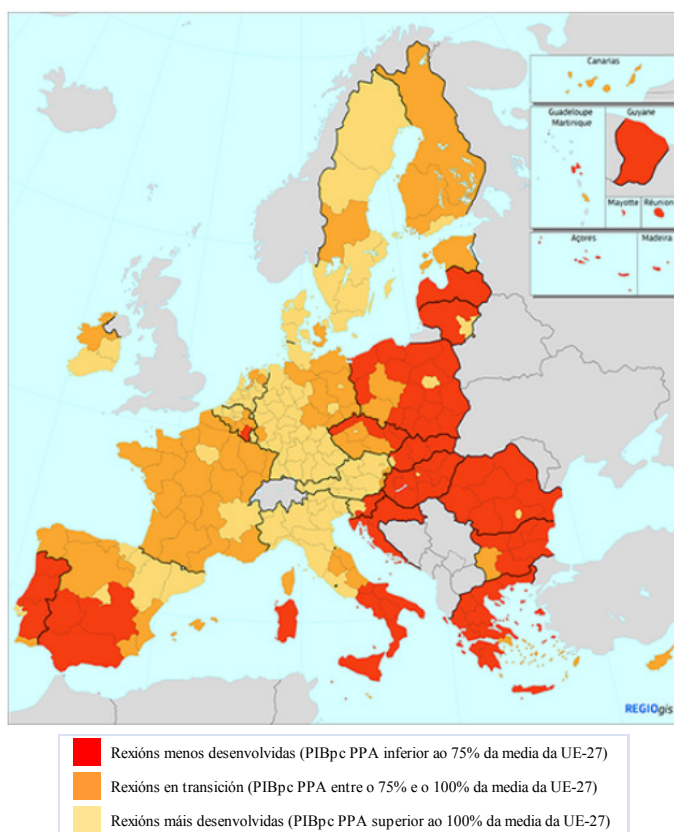 Canarias
Guadeloupe
Martinique
Guyane
Mayotte
Réunion
Açores
Madeira
REGIOgis
Rexións menos desenvolvidas (PIBpc PPA inferior ao 75% da media da UE-27)
Rexións en transición (PIBpc PPA entre o 75% e o 100% da media da UE-27)
Rexións máis desenvolvidas (PIBpc PPA superior ao 100% da media da UE-27)